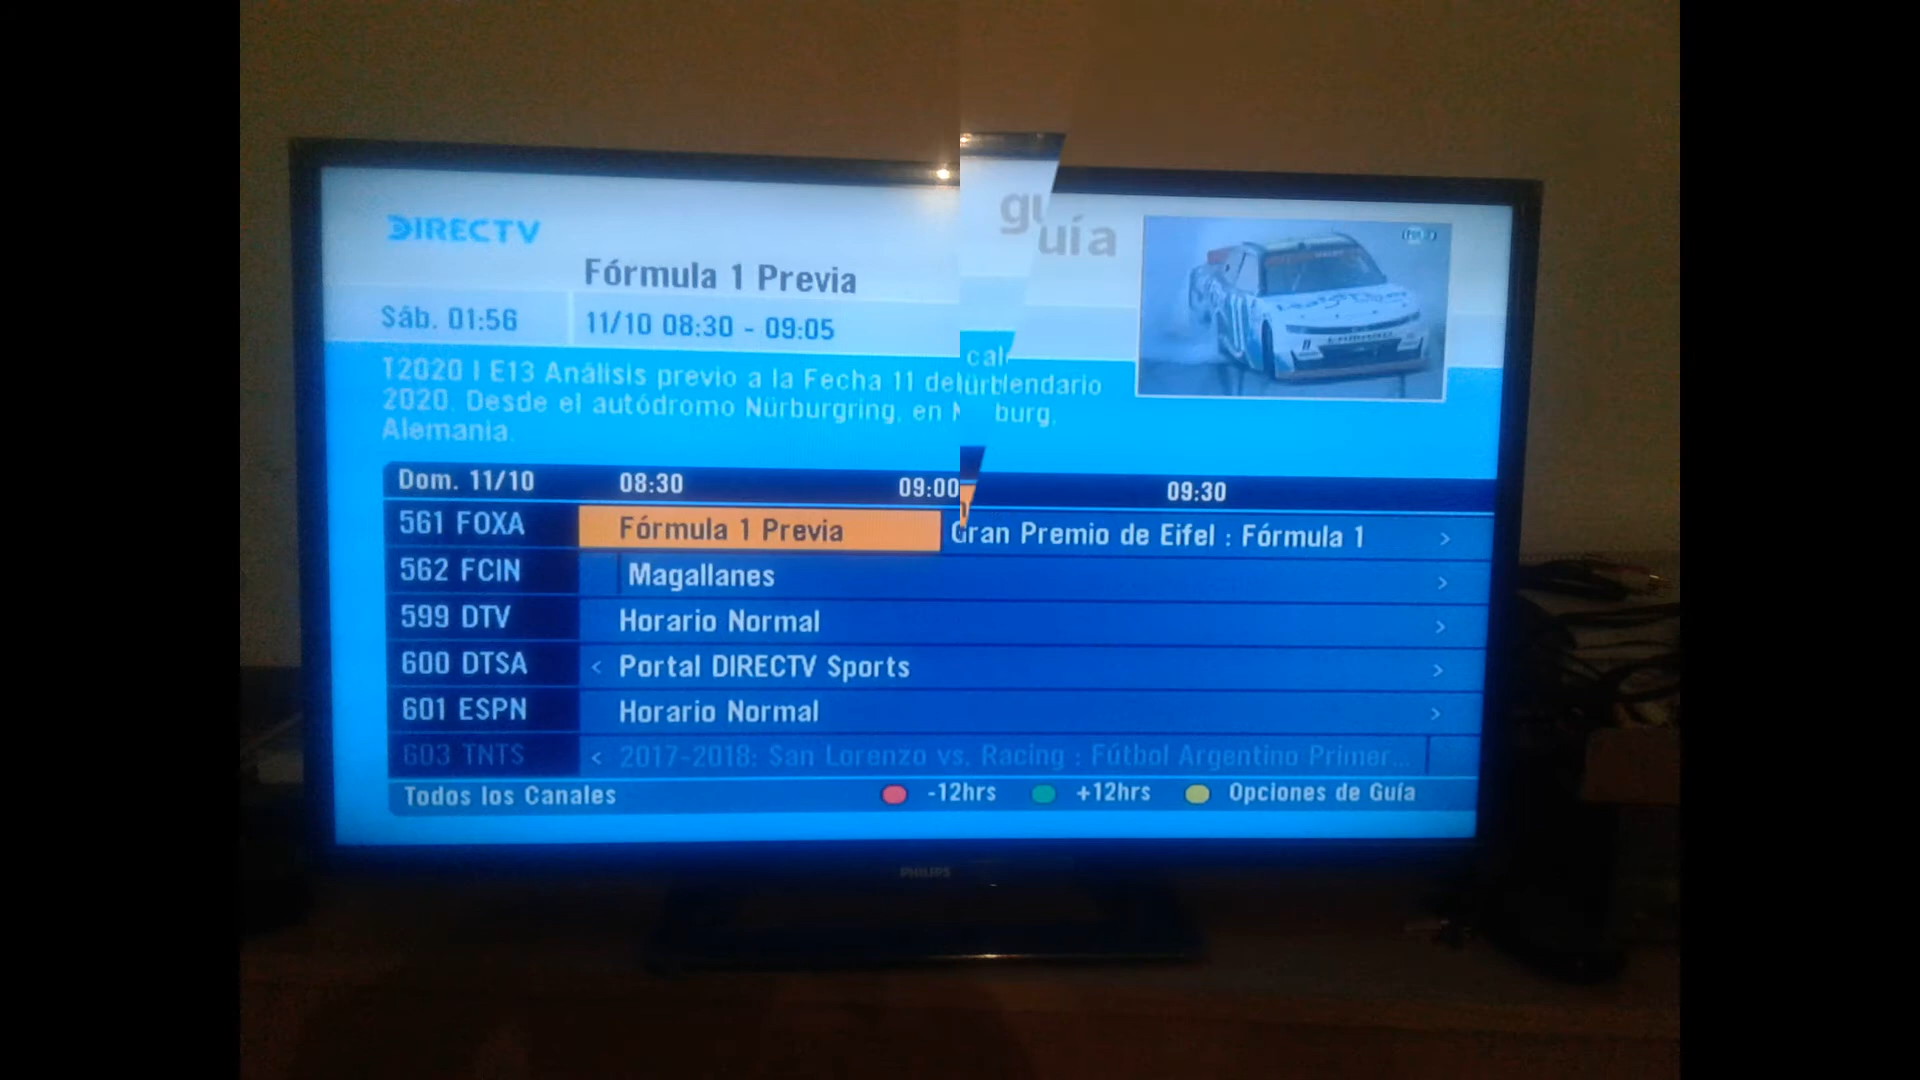 DIRECTV
guía
Fórmula 1 Previa
Sáb. 01:56
11/10 08:30 - 09:05
T2020 | E13 Análisis previo a la Fecha 11 del calendario
2020. Desde el autódromo Nürburgring, en
Alemania.
Dom. 11/10 08:30 09:00 09:30
561 FOXA Fórmula 1 Previa Gran Premio de Eifel : Fórmula 1 >
562 FCIN Magallanes >
599 DTV Horario Normal >
600 DTSA < Portal DIRECTV Sports >
601 ESPN Horario Normal >
603 TNTS < 2017-2018: San Lorenzo vs. Racing : Fútbol Argentino Primer...
Todos los Canales -12hrs +12hrs Opciones de Guía
PHILIPS